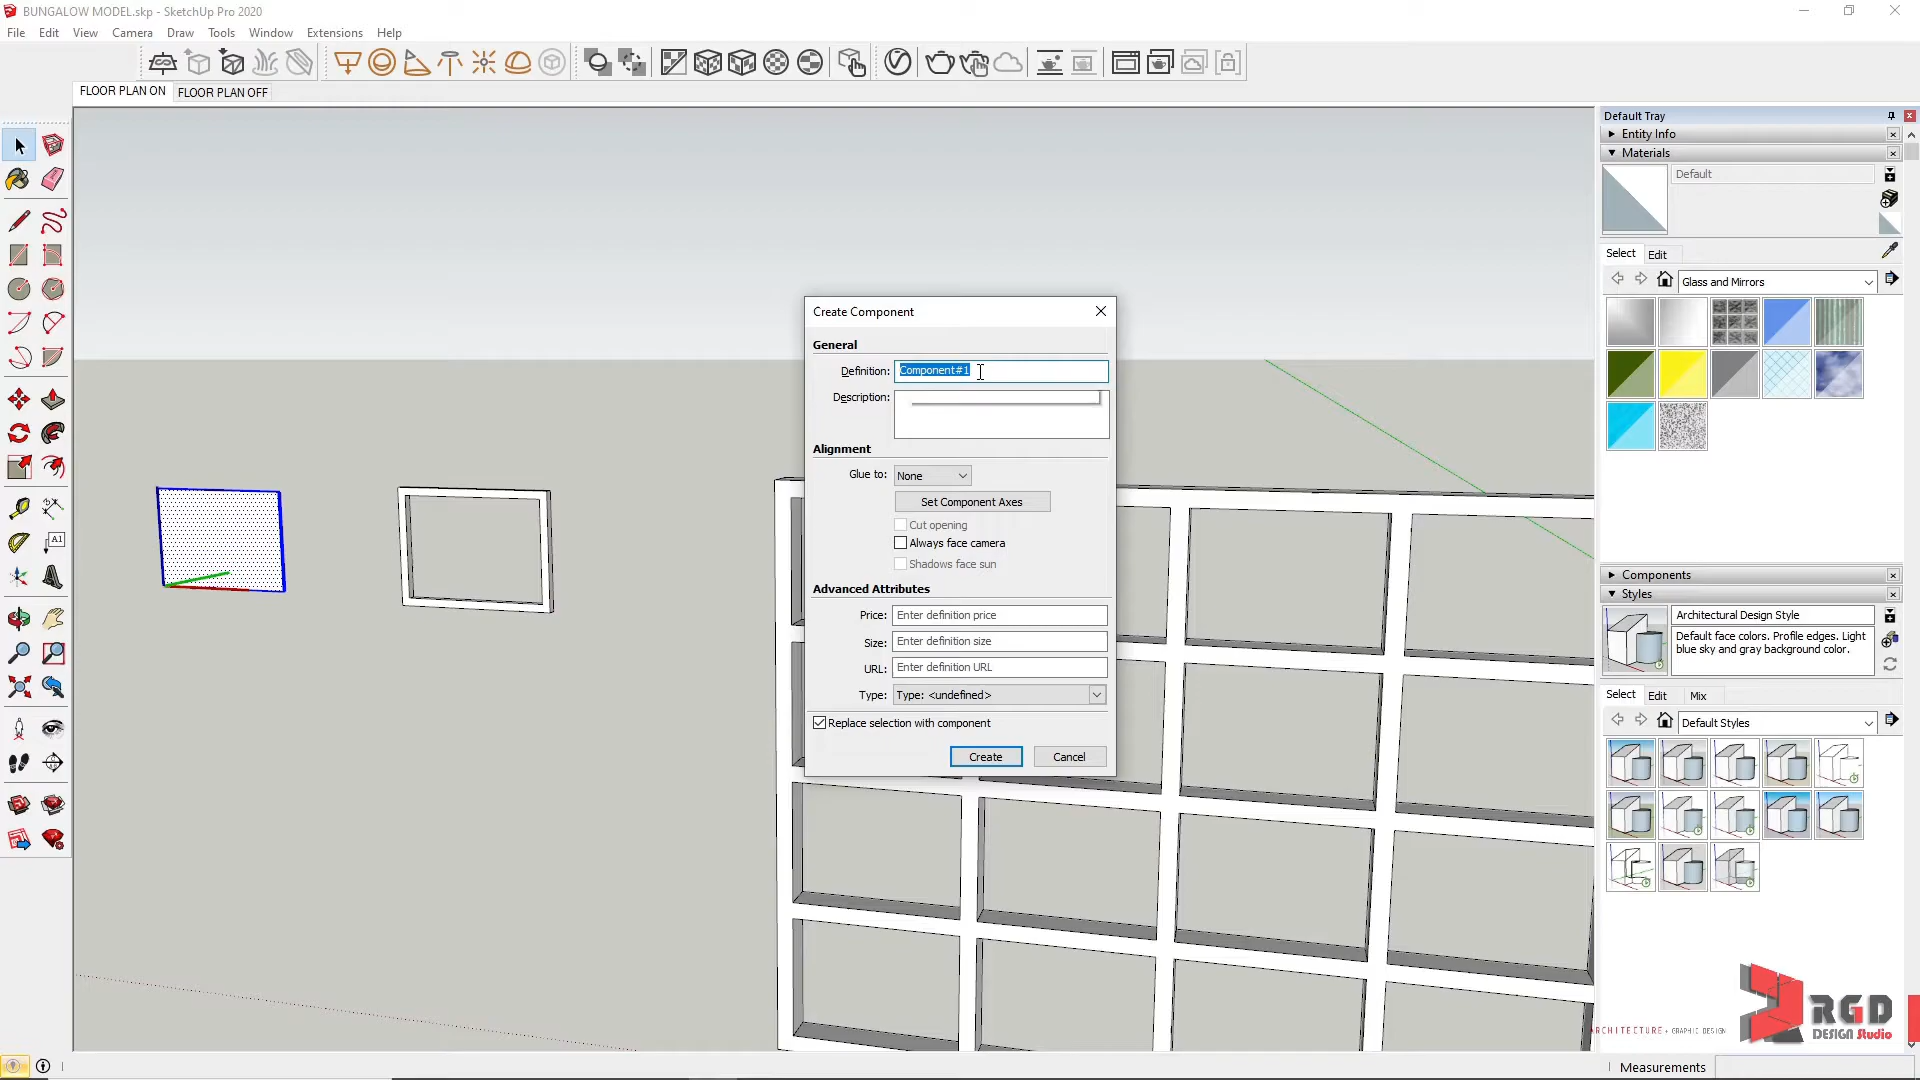 BUNGALOW MODEL.skp - SketchUp Pro 2020
File Edit View Camera Draw Tools Window Extensions Help
FLOOR PLAN ON FLOOR PLAN OFF
Default Tray
Entity Info
Materials
Default
Select Edit
Glass and Mirrors
Create Component
General
Definition: Component#1
Description:
Alignment
Glue to: None
Set Component Axes
Cut opening
Always face camera
Shadows face sun
Advanced Attributes
Price: Enter definition price
Size: Enter definition size
URL: Enter definition URL
Type: Type: <undefined>
Replace selection with component
Create Cancel
A1
Components
Styles
Architectural Design Style
Default face colors. Profile edges. Light
blue sky and gray background color.
Select Edit Mix
Default Styles
RGD
DESIGN Studio
ARCHITECTURE + GRAPHIC DESIGN
Measurements